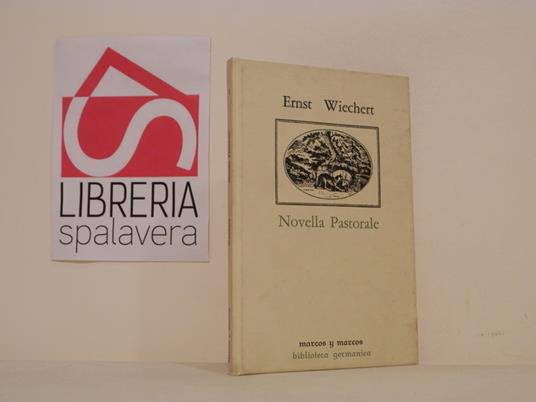 LIBRERIA
spalavera
Ernst Wiechert
Novella Pastorale
marcos y marcos
biblioteca germanica